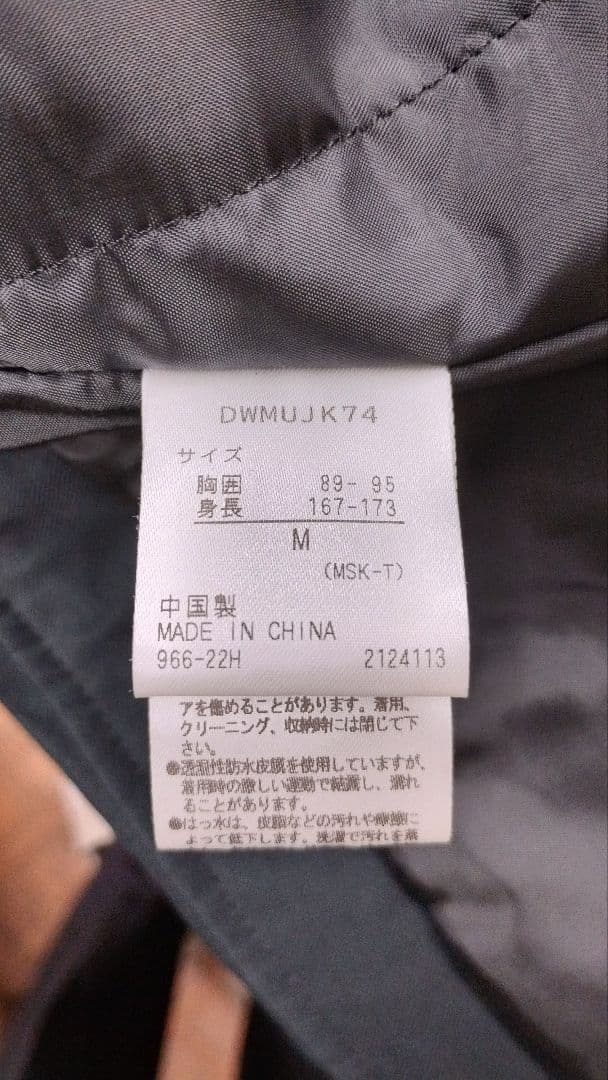 DWMUJK74
サイズ
胸囲 89- 95
身長 167-173
M
(MSK-T)
中国製
MADE IN CHINA
966-22H 2124113
アを傷めることがあります。着用、
クリーニング、収納時には閉じて下
さい。
●透湿性防水皮膜を使用していますが、
着用時の激しい運動で結露し、濡れ
ることがあります。
●はっ水は、皮脂などの汚れや摩擦に
よって低下します。洗濯で汚れを落